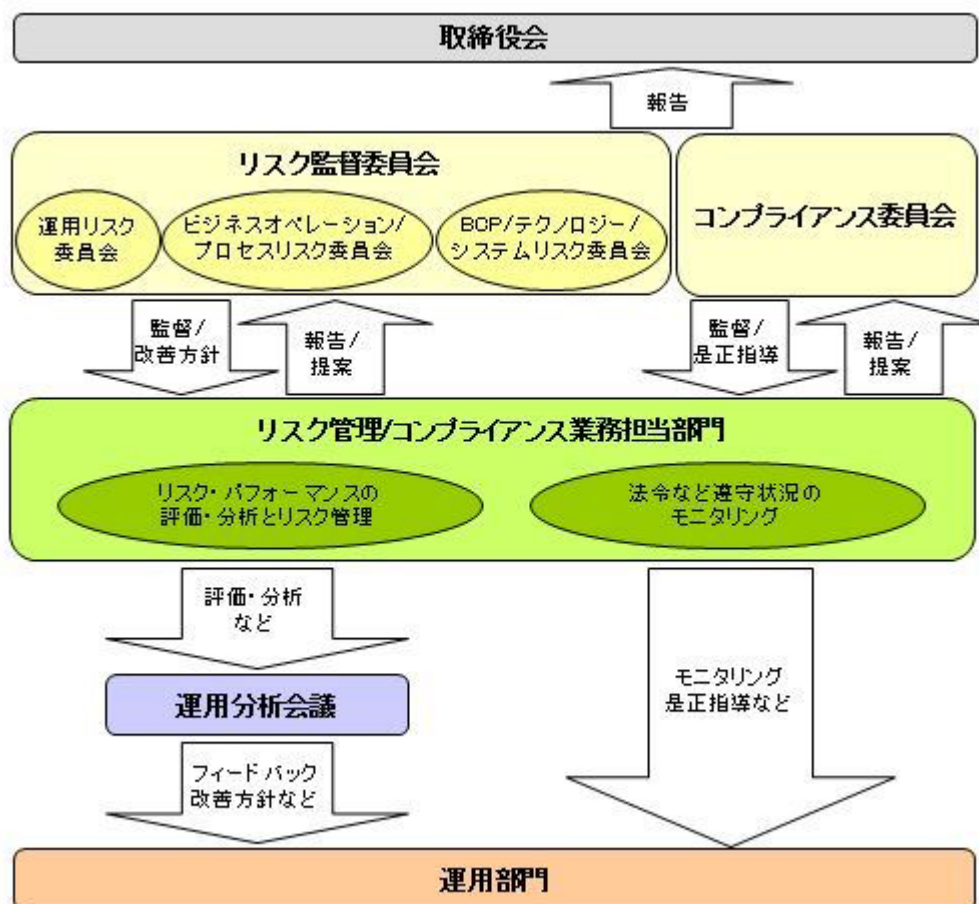 取締役会
報告
リスク監督委員会
運用リスク
委員会
ビジネスオペレーション/
プロセスリスク委員会
BCP/テクノロジー/
システムリスク委員会
コンプライアンス委員会
監督/
改善方針
報告/
提案
監督/
是正指導
報告/
提案
リスク管理/コンプライアンス業務担当部門
リスク・パフォーマンスの
評価・分析とリスク管理
法令など遵守状況の
モニタリング
評価・分析
など
運用分析会議
モニタリング
是正指導など
フィードバック
改善方針など
運用部門